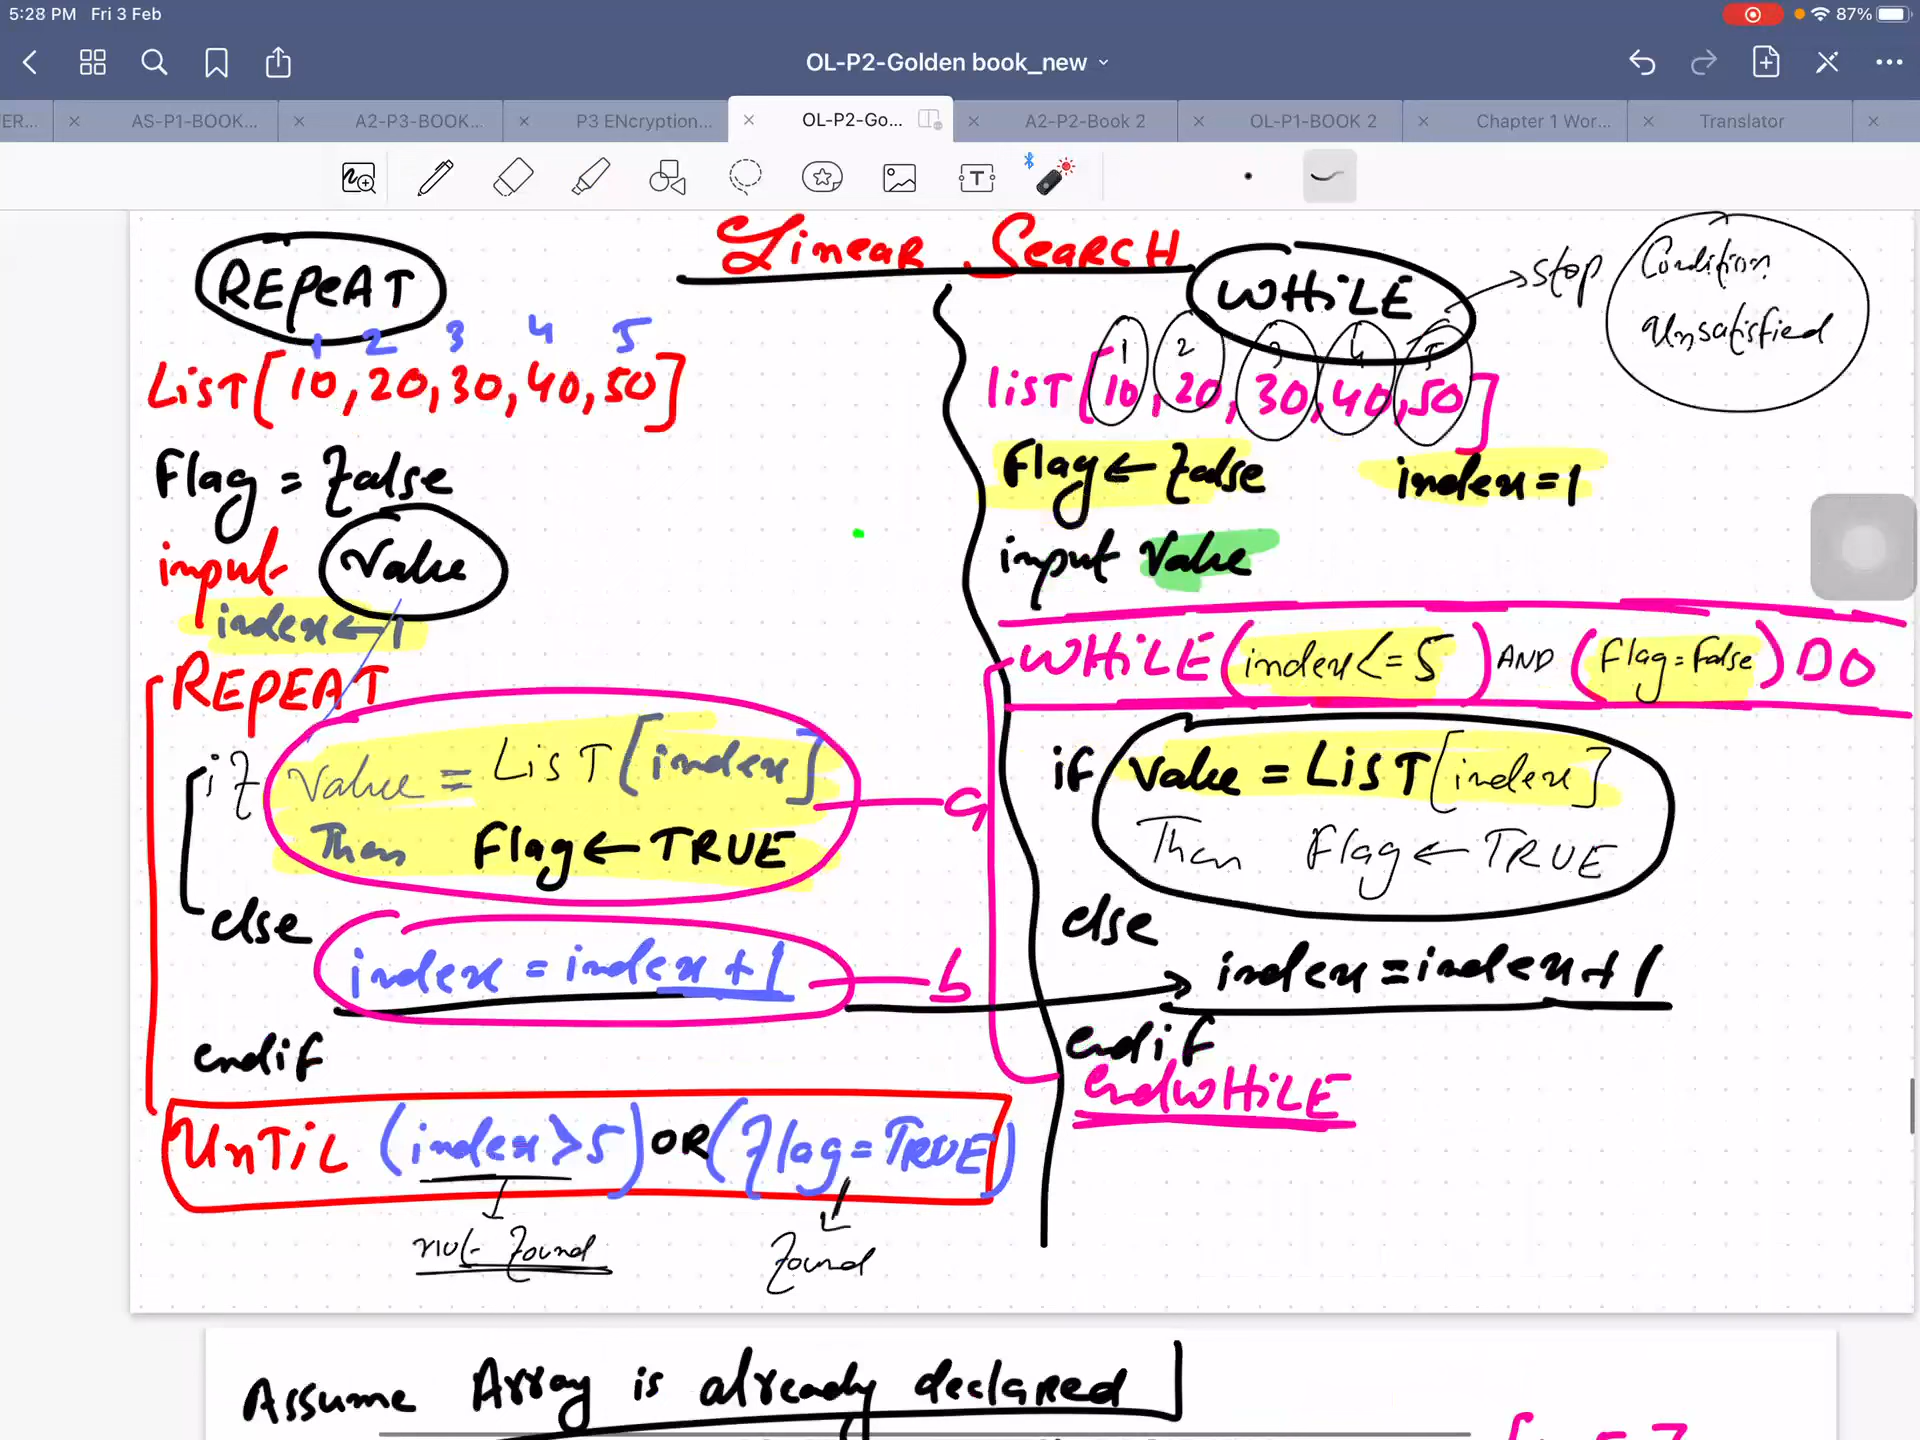 5:28 PM Fri 3 Feb
87%
OL-P2-Golden book_new
ER...
AS-P1-BOOK...
A2-P3-BOOK...
P3 ENcryption...
OL-P2-Go...
A2-P2-Book 2
OL-P1-BOOK 2
Chapter 1 Wor...
Translator
Linear Search
REPEAT
1 2 3 4 5
LisT[10,20,30,40,50]
Flag = false
input Value
index←1
REPEAT
if Value = LisT[index]
Then Flag←TRUE
a
else
index = index + 1
b
endif
UnTiL (index>5) OR (flag=TRUE)
not found
found
WHiLE
stop
Condition
Unsatisfied
1 2 3 4 5
lisT[10,20,30,40,50]
Flag← false index=1
input Value
WHiLE(index<=5) AND (flag=false) DO
if Value = LisT[index]
Then Flag←TRUE
else
index=index+1
endif
endWHiLE
Assume Array is already declared